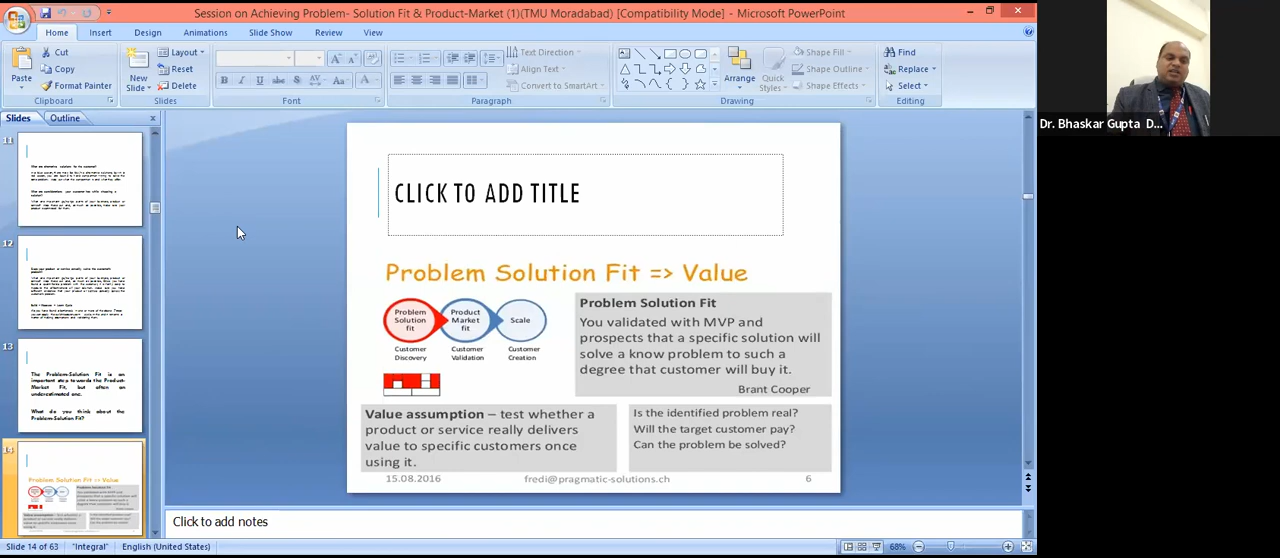 Session on Achieving Problem- Solution Fit & Product-Market (1)(TMU Moradabad) [Compatibility Mode] - Microsoft PowerPoint
Home Insert Design Animations Slide Show Review View
Cut
Copy
Format Painter
Paste
Clipboard
New
Slide
Layout
Reset
Delete
Slides
Font
Text Direction
Align Text
Convert to SmartArt
Paragraph
Arrange
Quick
Styles
Shape Fill
Shape Outline
Shape Effects
Drawing
Find
Replace
Select
Editing
Dr. Bhaskar Gupta D...
Slides Outline
11
12
13
The Problem-Solution Fit is an
important step towards the Product-
Market Fit, but often an
underestimated one.
What do you think about the
Problem-Solution Fit?
14
CLICK TO ADD TITLE
Problem Solution Fit => Value
Problem
Solution
fit
Product
Market
fit
Scale
Customer
Discovery
Customer
Validation
Customer
Creation
Problem Solution Fit
You validated with MVP and
prospects that a specific solution will
solve a know problem to such a
degree that customer will buy it.
Brant Cooper
Value assumption – test whether a
product or service really delivers
value to specific customers once
using it.
Is the identified problem real?
Will the target customer pay?
Can the problem be solved?
15.08.2016 fredi@pragmatic-solutions.ch 6
Click to add notes
Slide 14 of 63 "Integral" English (United States) 68%